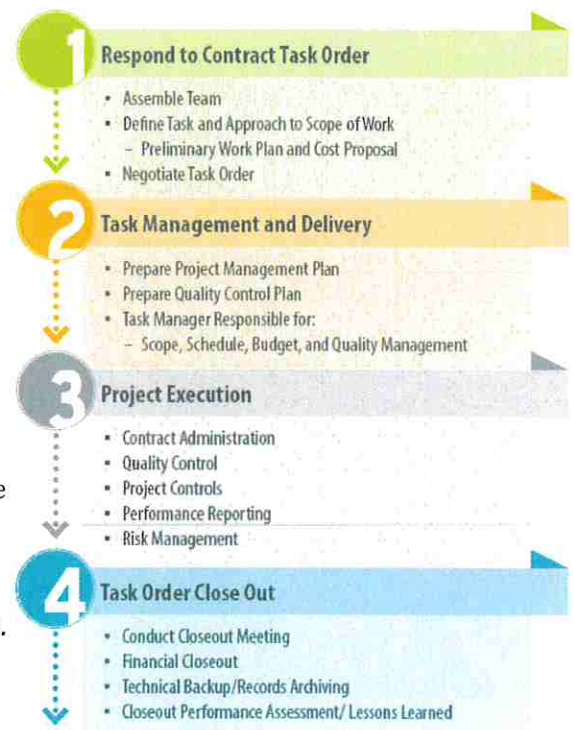 1
Respond to Contract Task Order
▪ Assemble Team
▪ Define Task and Approach to Scope of Work
– Preliminary Work Plan and Cost Proposal
▪ Negotiate Task Order
2
Task Management and Delivery
▪ Prepare Project Management Plan
▪ Prepare Quality Control Plan
▪ Task Manager Responsible for:
– Scope, Schedule, Budget, and Quality Management
3
Project Execution
▪ Contract Administration
▪ Quality Control
▪ Project Controls
▪ Performance Reporting
▪ Risk Management
4
Task Order Close Out
▪ Conduct Closeout Meeting
▪ Financial Closeout
▪ Technical Backup/Records Archiving
▪ Closeout Performance Assessment/ Lessons Learned